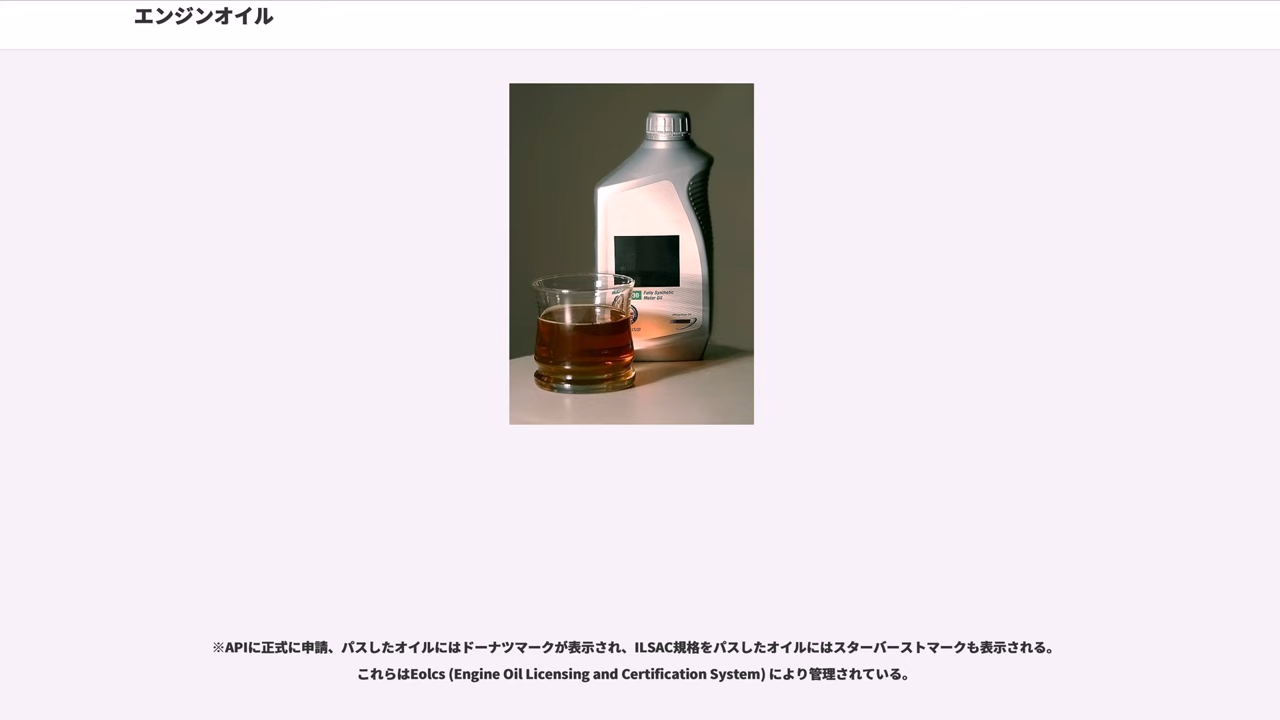 エンジンオイル
30 Fully Synthetic
Motor Oil
※APIに正式に申請、パスしたオイルにはドーナツマークが表示され、ILSAC規格をパスしたオイルにはスターバーストマークも表示される。
これらはEolcs (Engine Oil Licensing and Certification System) により管理されている。